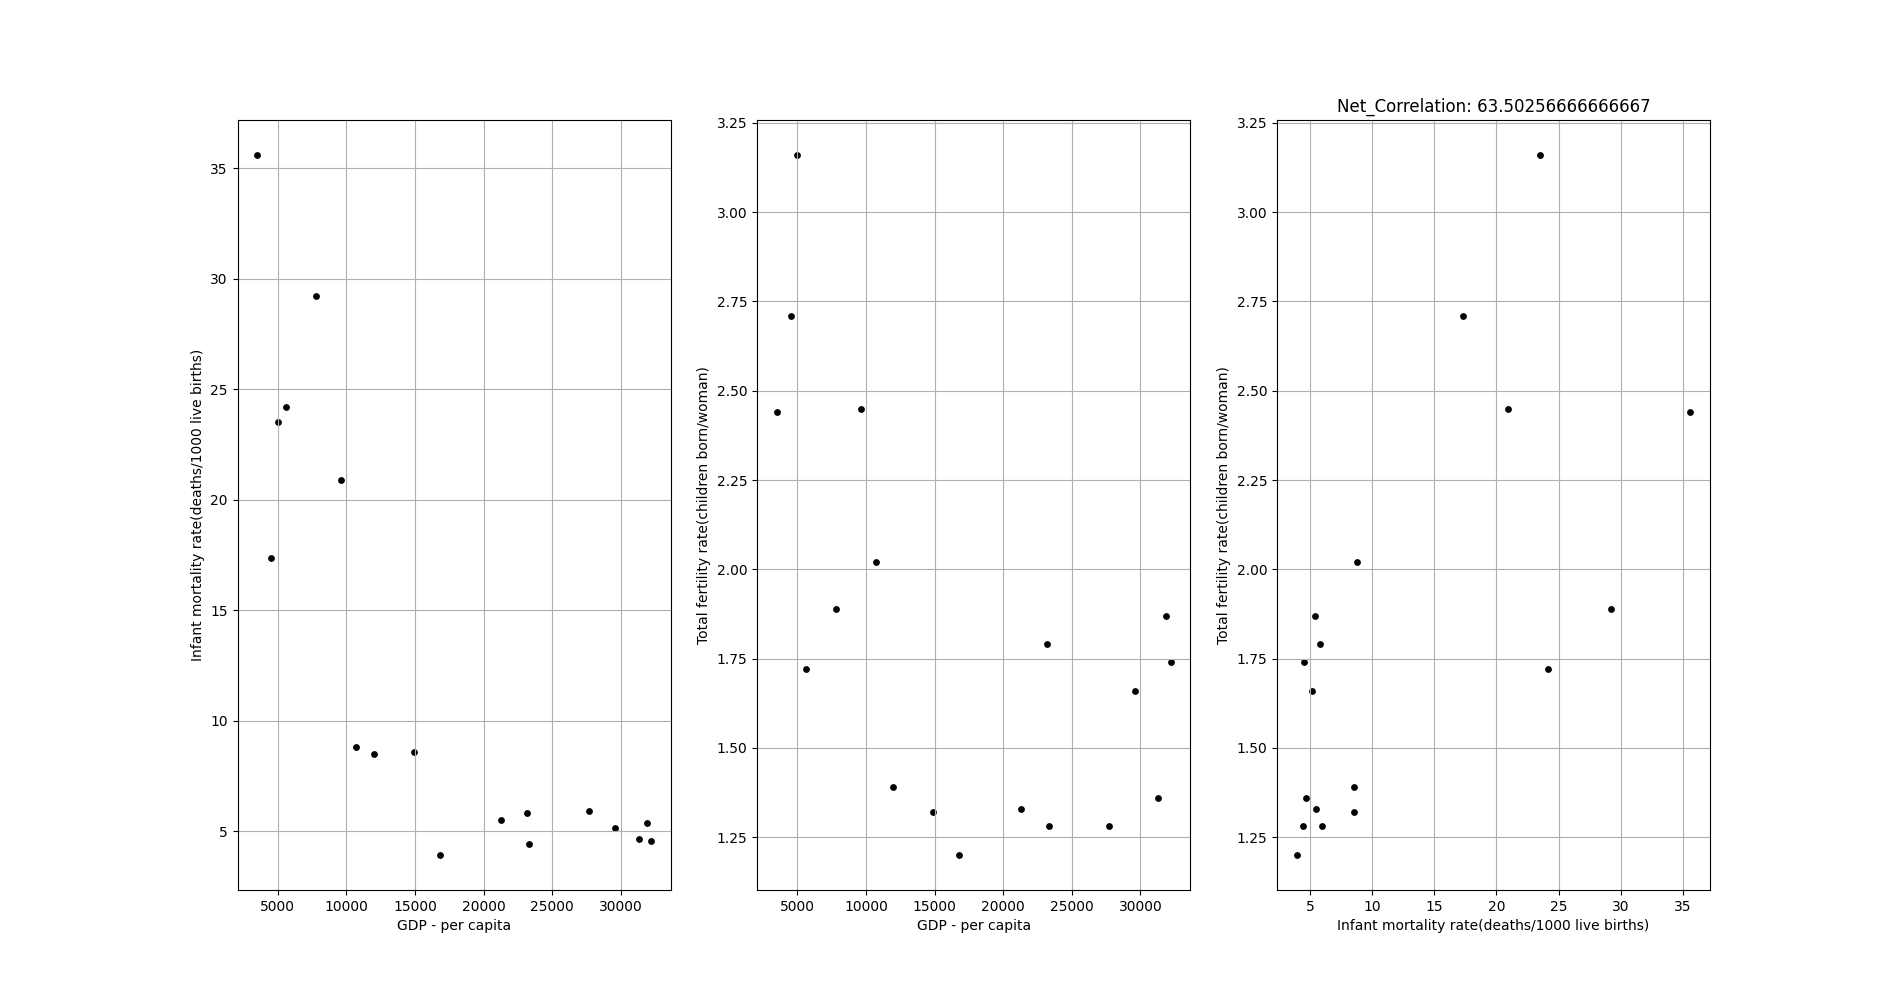 Net_Correlation: 63.50256666666667
Infant mortality rate(deaths/1000 live births)
35
30
25
20
15
10
5
5000 10000 15000 20000 25000 30000
GDP - per capita
Total fertility rate(children born/woman)
3.25
3.00
2.75
2.50
2.25
2.00
1.75
1.50
1.25
5000 10000 15000 20000 25000 30000
GDP - per capita
Total fertility rate(children born/woman)
3.25
3.00
2.75
2.50
2.25
2.00
1.75
1.50
1.25
5 10 15 20 25 30 35
Infant mortality rate(deaths/1000 live births)